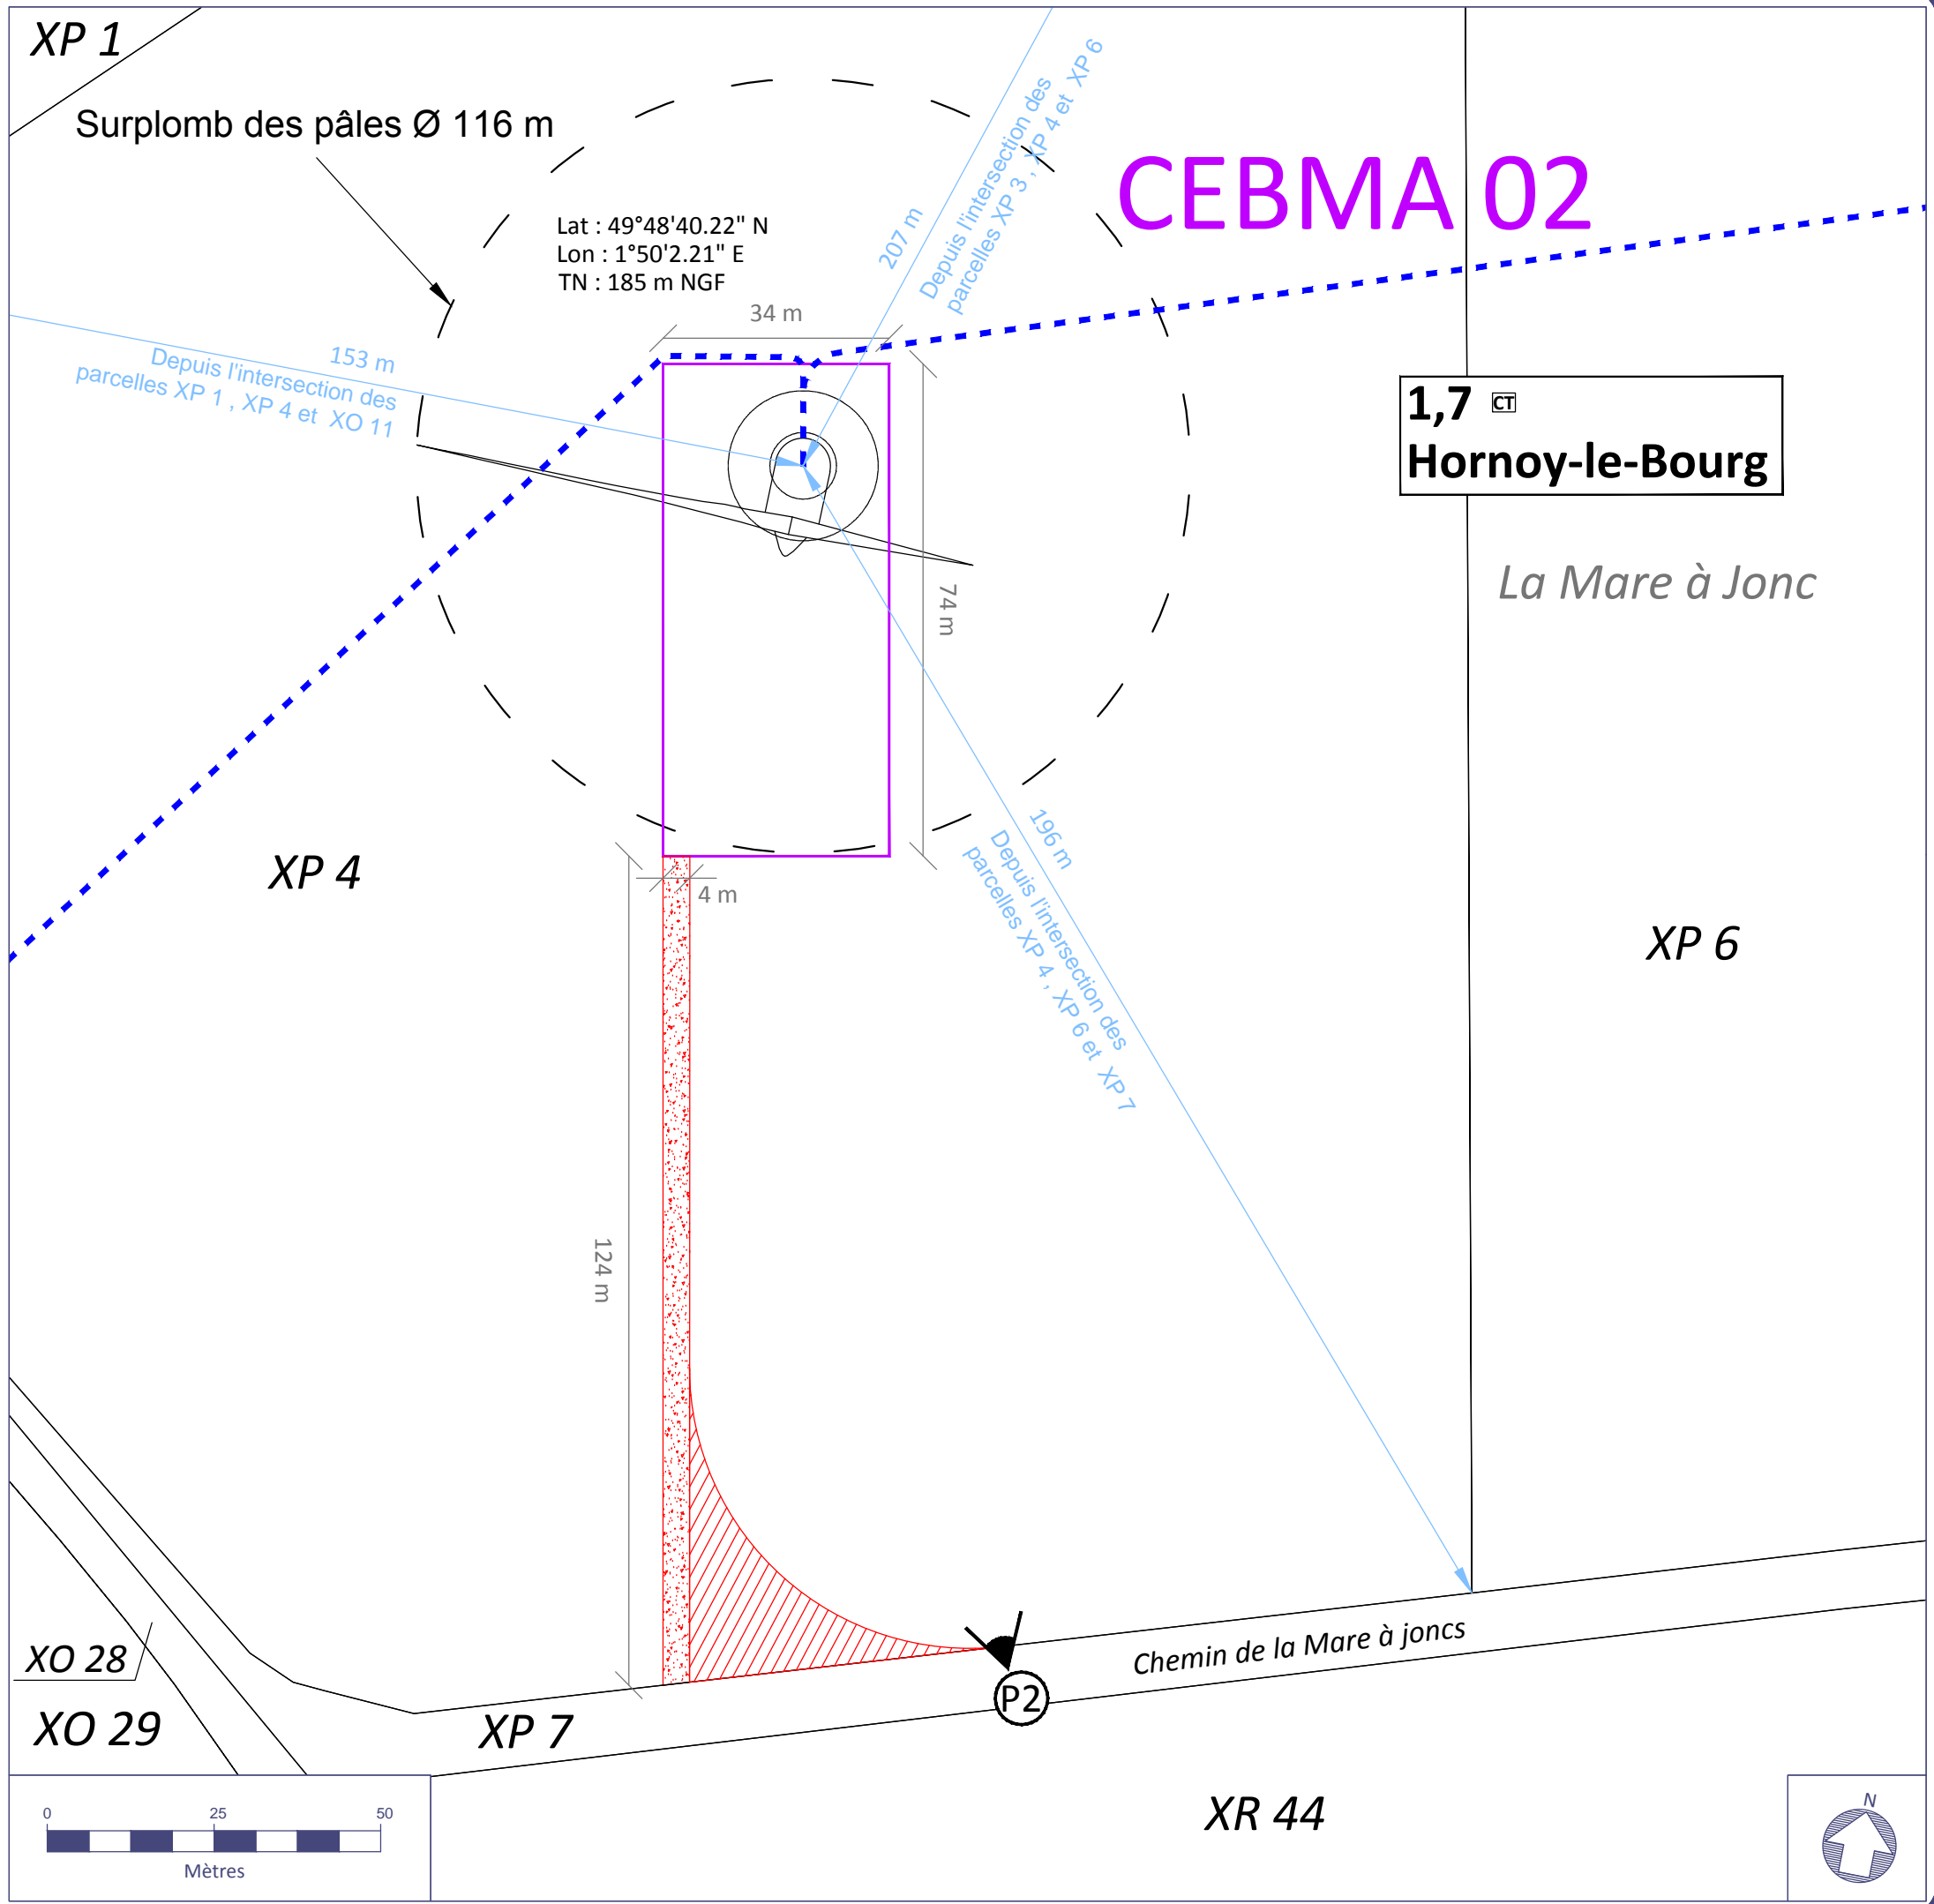 XP 1
Surplomb des pâles Ø 116 m
Lat : 49°48'40.22" N
Lon : 1°50'2.21" E
TN : 185 m NGF
207 m
Depuis l'intersection des
parcelles XP 3 , XP 4 et XP 6
CEBMA 02
34 m
153 m
Depuis l'intersection des
parcelles XP 1 , XP 4 et XO 11
1,7 CT
Hornoy-le-Bourg
La Mare à Jonc
74 m
196 m
Depuis l'intersection des
parcelles XP 4 , XP 6 et XP 7
XP 4
4 m
XP 6
124 m
Chemin de la Mare à joncs
XO 28
P2
XO 29
XP 7
XR 44
0 25 50
Mètres
N